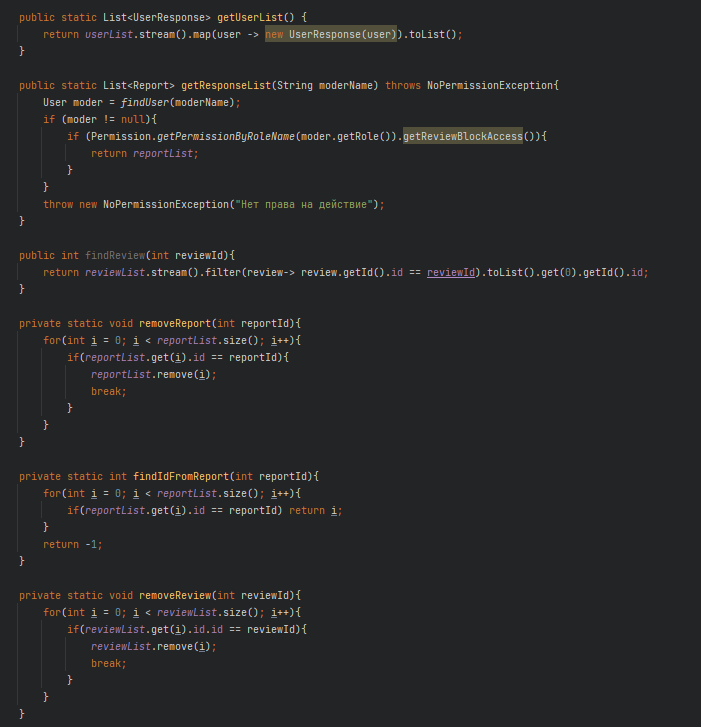 public static List<UserResponse> getUserList() {
    return userList.stream().map(user -> new UserResponse(user)).toList();
}
public static List<Report> getResponseList(String moderName) throws NoPermissionException{
    User moder = findUser(moderName);
    if (moder != null){
        if (Permission.getPermissionByRoleName(moder.getRole()).getReviewBlockAccess()){
            return reportList;
        }
    }
    throw new NoPermissionException("Нет права на действие");
}
public int findReview(int reviewId){
    return reviewList.stream().filter(review-> review.getId().id == reviewId).toList().get(0).getId().id;
}
private static void removeReport(int reportId){
    for(int i = 0; i < reportList.size(); i++){
        if(reportList.get(i).id == reportId){
            reportList.remove(i);
            break;
        }
    }
}
private static int findIdFromReport(int reportId){
    for(int i = 0; i < reportList.size(); i++){
        if(reportList.get(i).id == reportId) return i;
    }
    return -1;
}
private static void removeReview(int reviewId){
    for(int i = 0; i < reviewList.size(); i++){
        if(reviewList.get(i).id.id == reviewId){
            reviewList.remove(i);
            break;
        }
    }
}